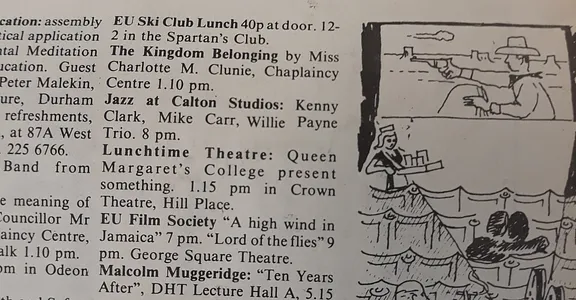 cation: assembly
tical application
ntal Meditation
ucation. Guest
Peter Malekin,
ure, Durham
refreshments,
, at 87A West
. 225 6766.
Band from
e meaning of
Councillor Mr
aincy Centre,
alk 1.10 pm.
om in Odeon
EU Ski Club Lunch 40p at door. 12-
2 in the Spartan's Club.
The Kingdom Belonging by Miss
Charlotte M. Clunie, Chaplaincy
Centre 1.10 pm.
Jazz at Calton Studios: Kenny
Clark, Mike Carr, Willie Payne
Trio. 8 pm.
Lunchtime Theatre: Queen
Margaret's College present
something. 1.15 pm in Crown
Theatre, Hill Place.
EU Film Society "A high wind in
Jamaica" 7 pm. "Lord of the flies" 9
pm. George Square Theatre.
Malcolm Muggeridge: "Ten Years
After", DHT Lecture Hall A, 5.15